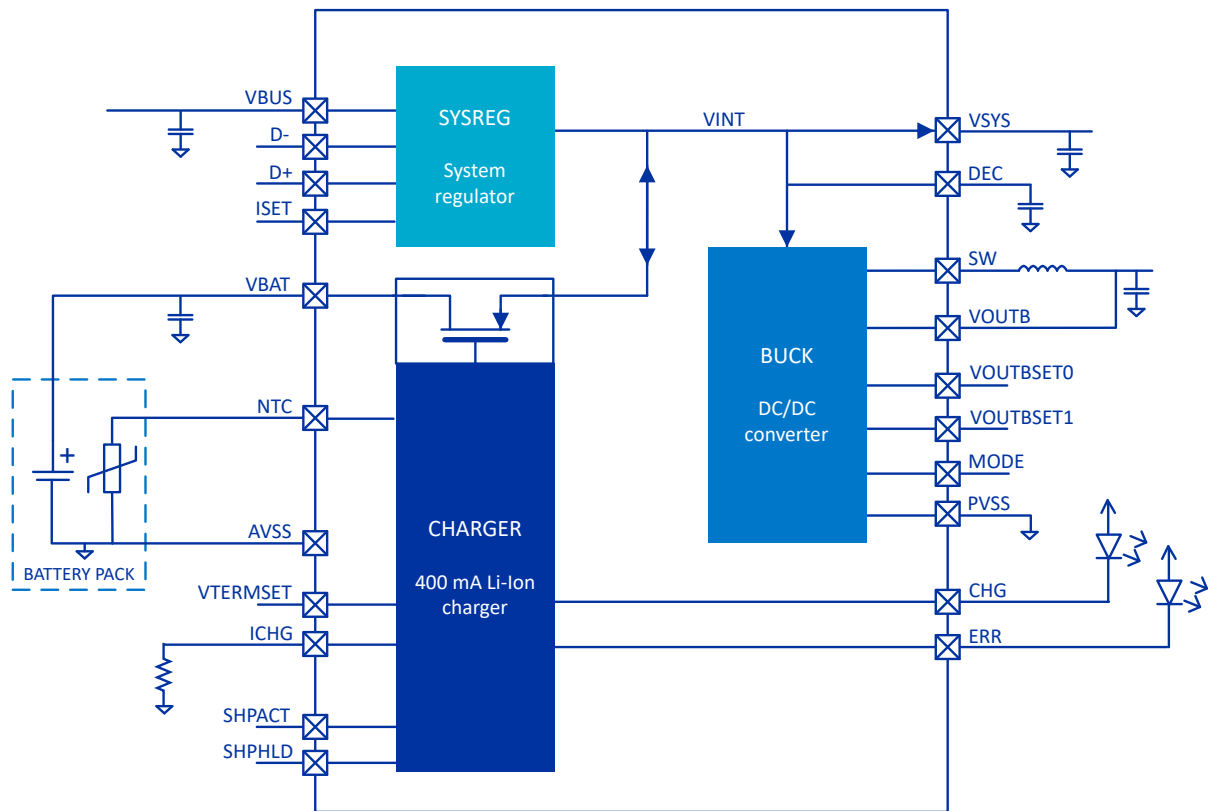 VBUS
D-
D+
ISET
SYSREG
System
regulator
VINT
VSYS
DEC
VBAT
SW
VOUTB
BUCK
DC/DC
converter
VOUTBSET0
VOUTBSET1
MODE
PVSS
NTC
+
AVSS
BATTERY PACK
VTERMSET
ICHG
SHPACT
SHPHLD
CHARGER
400 mA Li-Ion
charger
CHG
ERR